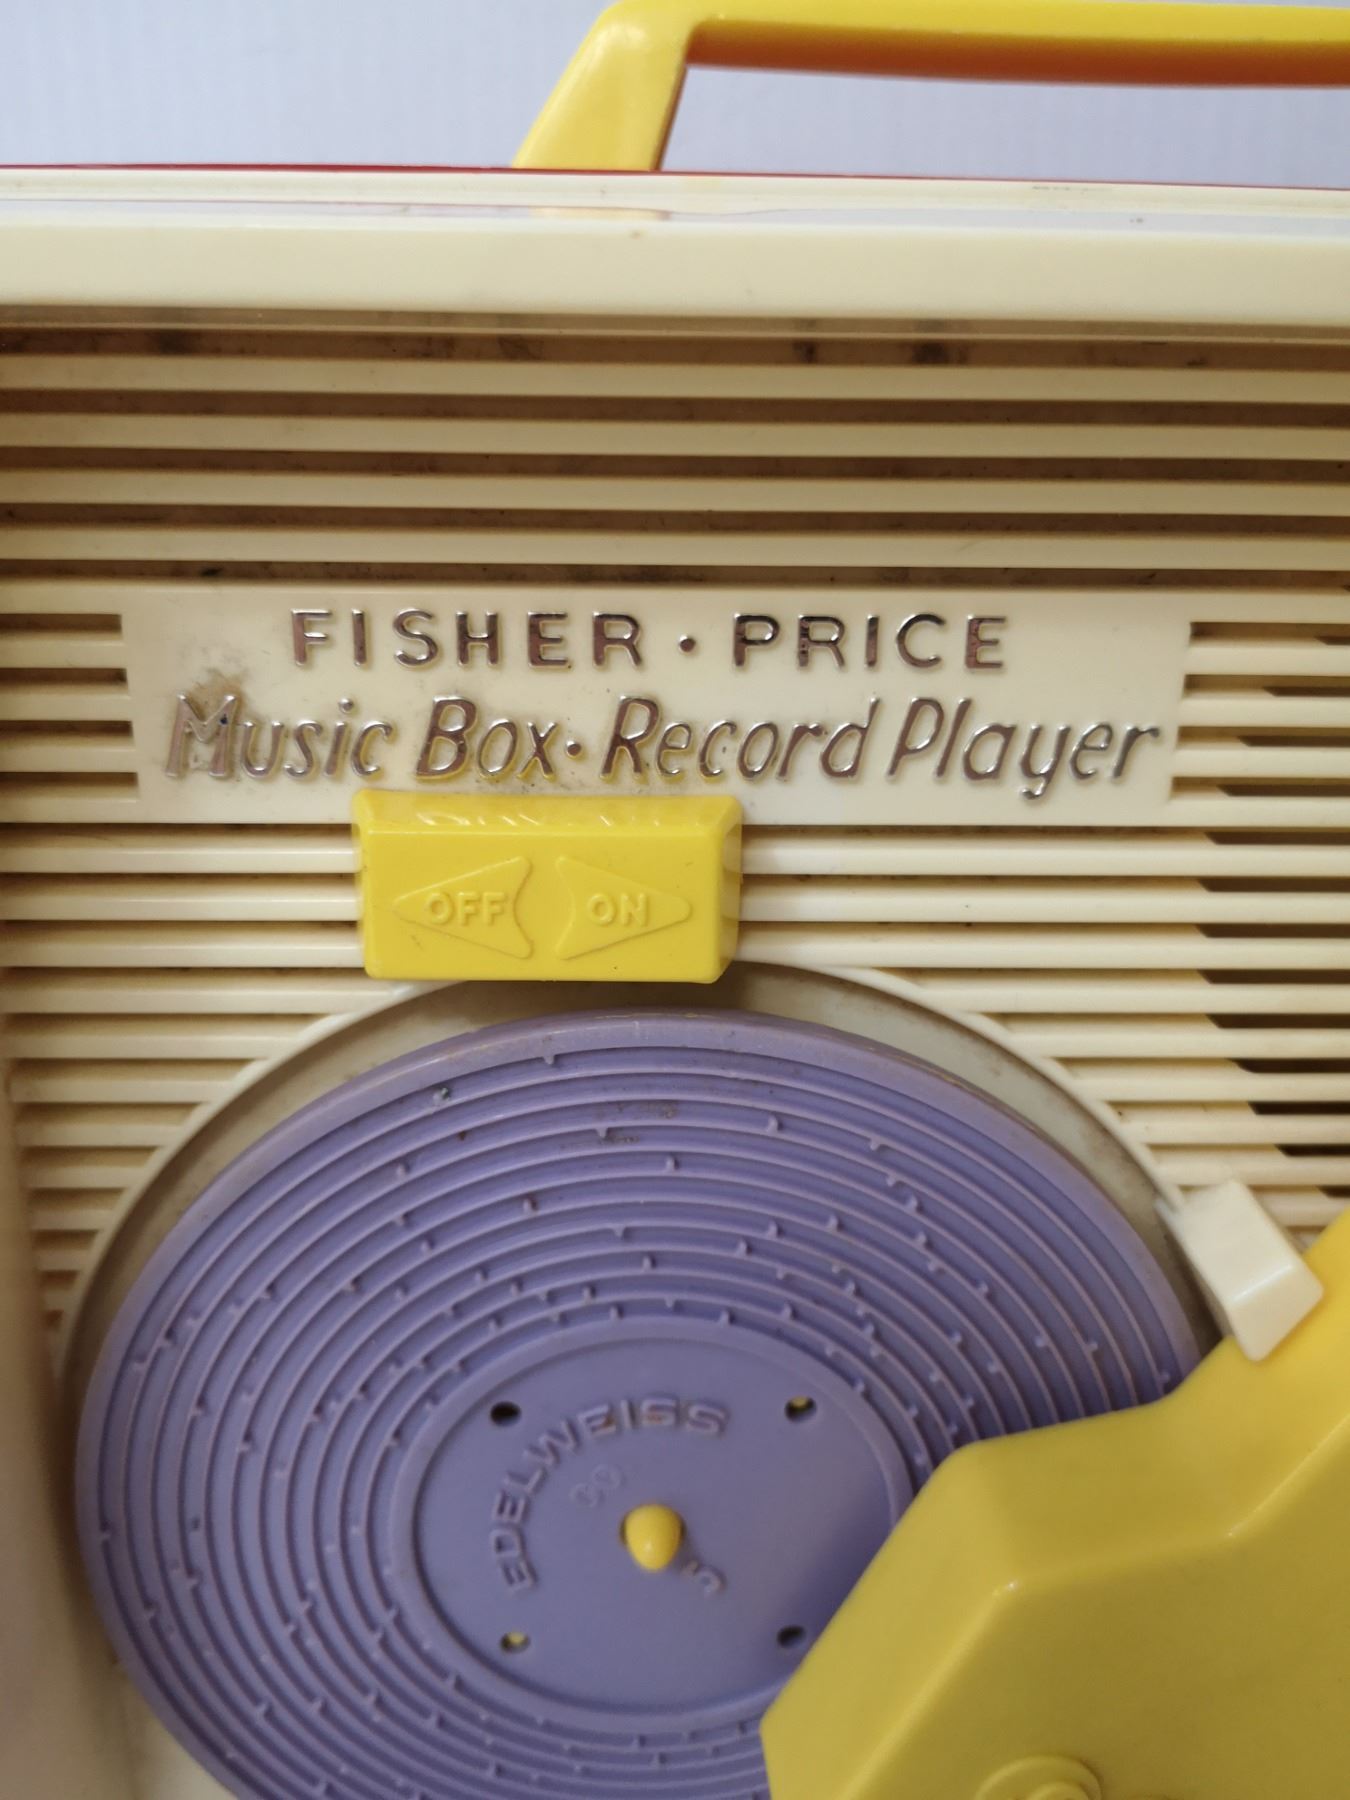 FISHER · PRICE
Music Box · Record Player
OFF ON
EDELWEISS